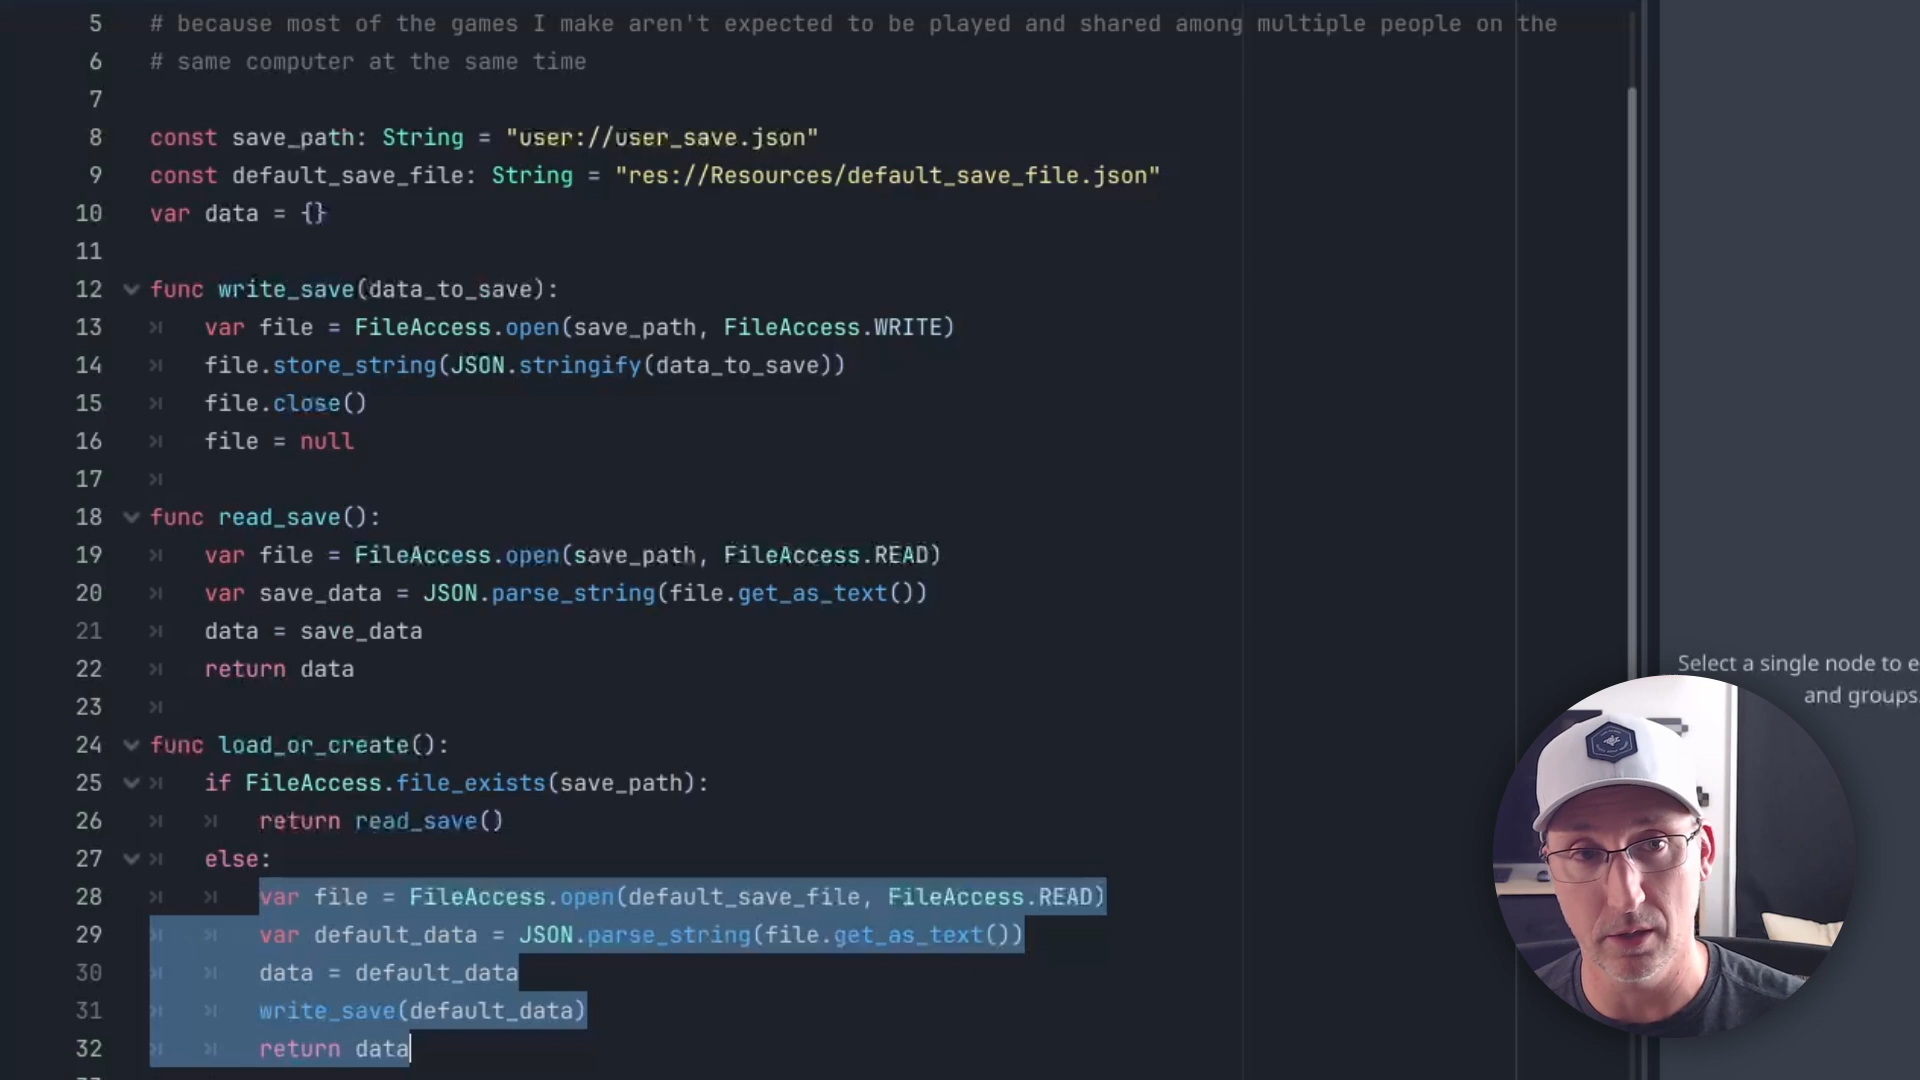 5 # because most of the games I make aren't expected to be played and shared among multiple people on the
6 # same computer at the same time
7
8 const save_path: String = "user://user_save.json"
9 const default_save_file: String = "res://Resources/default_save_file.json"
10 var data = {}
11
12 func write_save(data_to_save):
13 var file = FileAccess.open(save_path, FileAccess.WRITE)
14 file.store_string(JSON.stringify(data_to_save))
15 file.close()
16 file = null
17
18 func read_save():
19 var file = FileAccess.open(save_path, FileAccess.READ)
20 var save_data = JSON.parse_string(file.get_as_text())
21 data = save_data
22 return data
23
24 func load_or_create():
25 if FileAccess.file_exists(save_path):
26 return read_save()
27 else:
28 var file = FileAccess.open(default_save_file, FileAccess.READ)
29 var default_data = JSON.parse_string(file.get_as_text())
30 data = default_data
31 write_save(default_data)
32 return data
Select a single node to e
and groups.